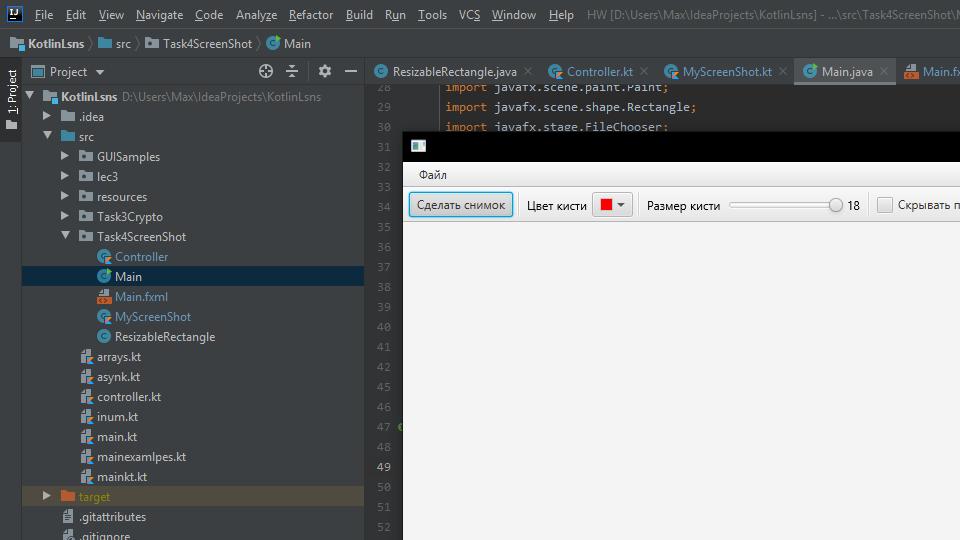 IJ File Edit View Navigate Code Analyze Refactor Build Run Tools VCS Window Help HW [D:\Users\Max\IdeaProjects\KotlinLsns] - ...\src\Task4ScreenShot\M
KotlinLsns src Task4ScreenShot Main
1: Project
Project
ResizableRectangle.java Controller.kt MyScreenShot.kt Main.java Main.fx
KotlinLsns D:\Users\Max\IdeaProjects\KotlinLsns
.idea
src
GUISamples
lec3
resources
Task3Crypto
Task4ScreenShot
Controller
Main
Main.fxml
MyScreenShot
ResizableRectangle
arrays.kt
asynk.kt
controller.kt
inum.kt
main.kt
mainexamlpes.kt
mainkt.kt
target
.gitattributes
.gitignore
28 import javafx.scene.paint.Paint;
29 import javafx.scene.shape.Rectangle;
30 import javafx.stage.FileChooser;
31
32
33
34
35
36
37
38
39
40
41
42
43
44
45
46
47
48
49
50
51
52
Файл
Сделать снимок Цвет кисти Размер кисти 18 Скрывать п